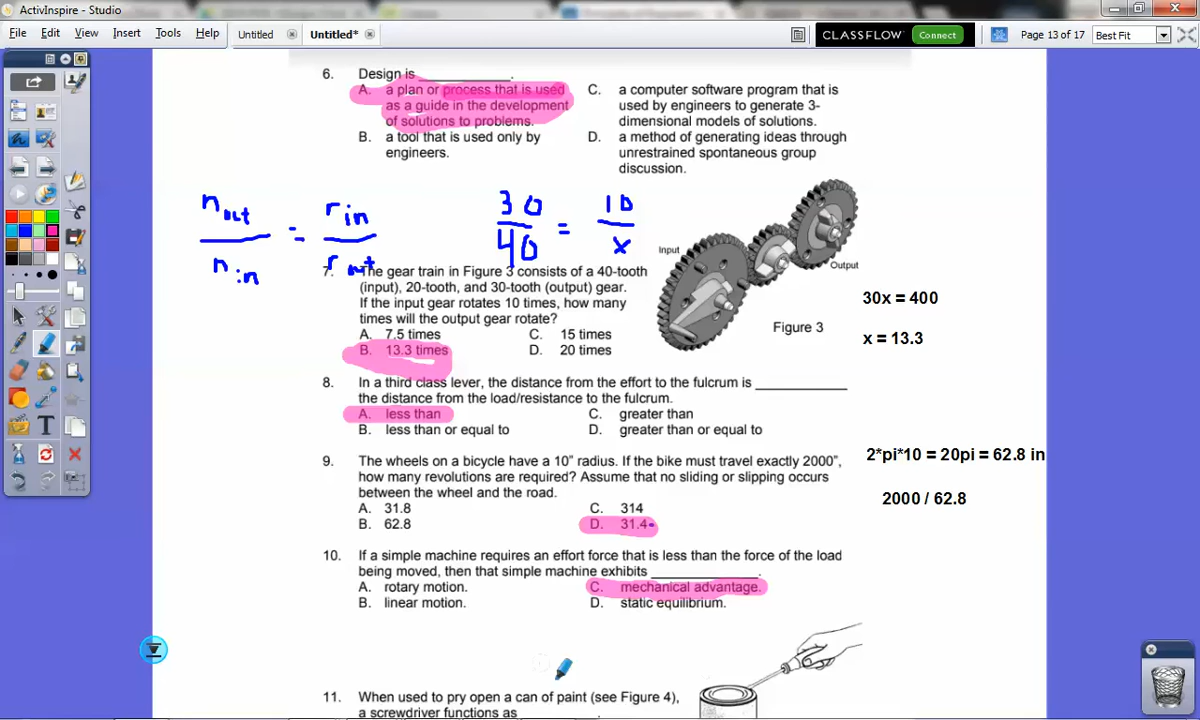 ActivInspire - Studio
File Edit View Insert Tools Help Untitled Untitled* CLASSFLOW Connect Page 13 of 17 Best Fit
6. Design is __________.
A. a plan or process that is used as a guide in the development of solutions to problems.
B. a tool that is used only by engineers.
C. a computer software program that is used by engineers to generate 3-dimensional models of solutions.
D. a method of generating ideas through unrestrained spontaneous group discussion.
n out / n in = r in / r out
30 / 40 = 10 / x
7. The gear train in Figure 3 consists of a 40-tooth
(input), 20-tooth, and 30-tooth (output) gear.
If the input gear rotates 10 times, how many
times will the output gear rotate?
A. 7.5 times C. 15 times
B. 13.3 times D. 20 times
Input
Output
Figure 3
30x = 400
x = 13.3
8. In a third class lever, the distance from the effort to the fulcrum is __________
the distance from the load/resistance to the fulcrum.
A. less than C. greater than
B. less than or equal to D. greater than or equal to
9. The wheels on a bicycle have a 10" radius. If the bike must travel exactly 2000",
how many revolutions are required? Assume that no sliding or slipping occurs
between the wheel and the road.
A. 31.8 C. 314
B. 62.8 D. 31.4
2*pi*10 = 20pi = 62.8 in
2000 / 62.8
10. If a simple machine requires an effort force that is less than the force of the load
being moved, then that simple machine exhibits __________.
A. rotary motion. C. mechanical advantage.
B. linear motion. D. static equilibrium.
11. When used to pry open a can of paint (see Figure 4),
a screwdriver functions as __________.